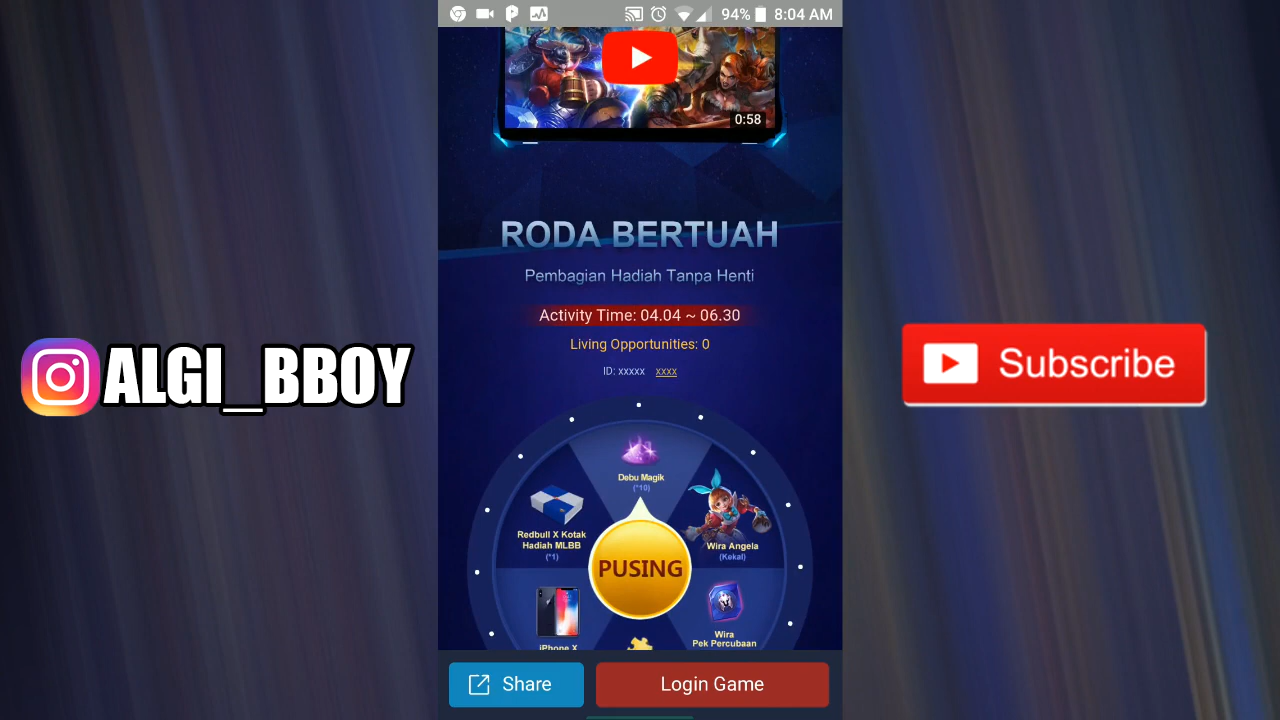 94% 8:04 AM
0:58
RODA BERTUAH
Pembagian Hadiah Tanpa Henti
Activity Time: 04.04 ~ 06.30
Living Opportunities: 0
ID: xxxxx xxxx
ALGI_BBOY
Subscribe
Debu Magik
(*10)
Redbull X Kotak
Hadiah MLBB
(*1)
Wira Angela
(Kekal)
PUSING
iPhone X
Wira
Pek Percubaan
Share
Login Game